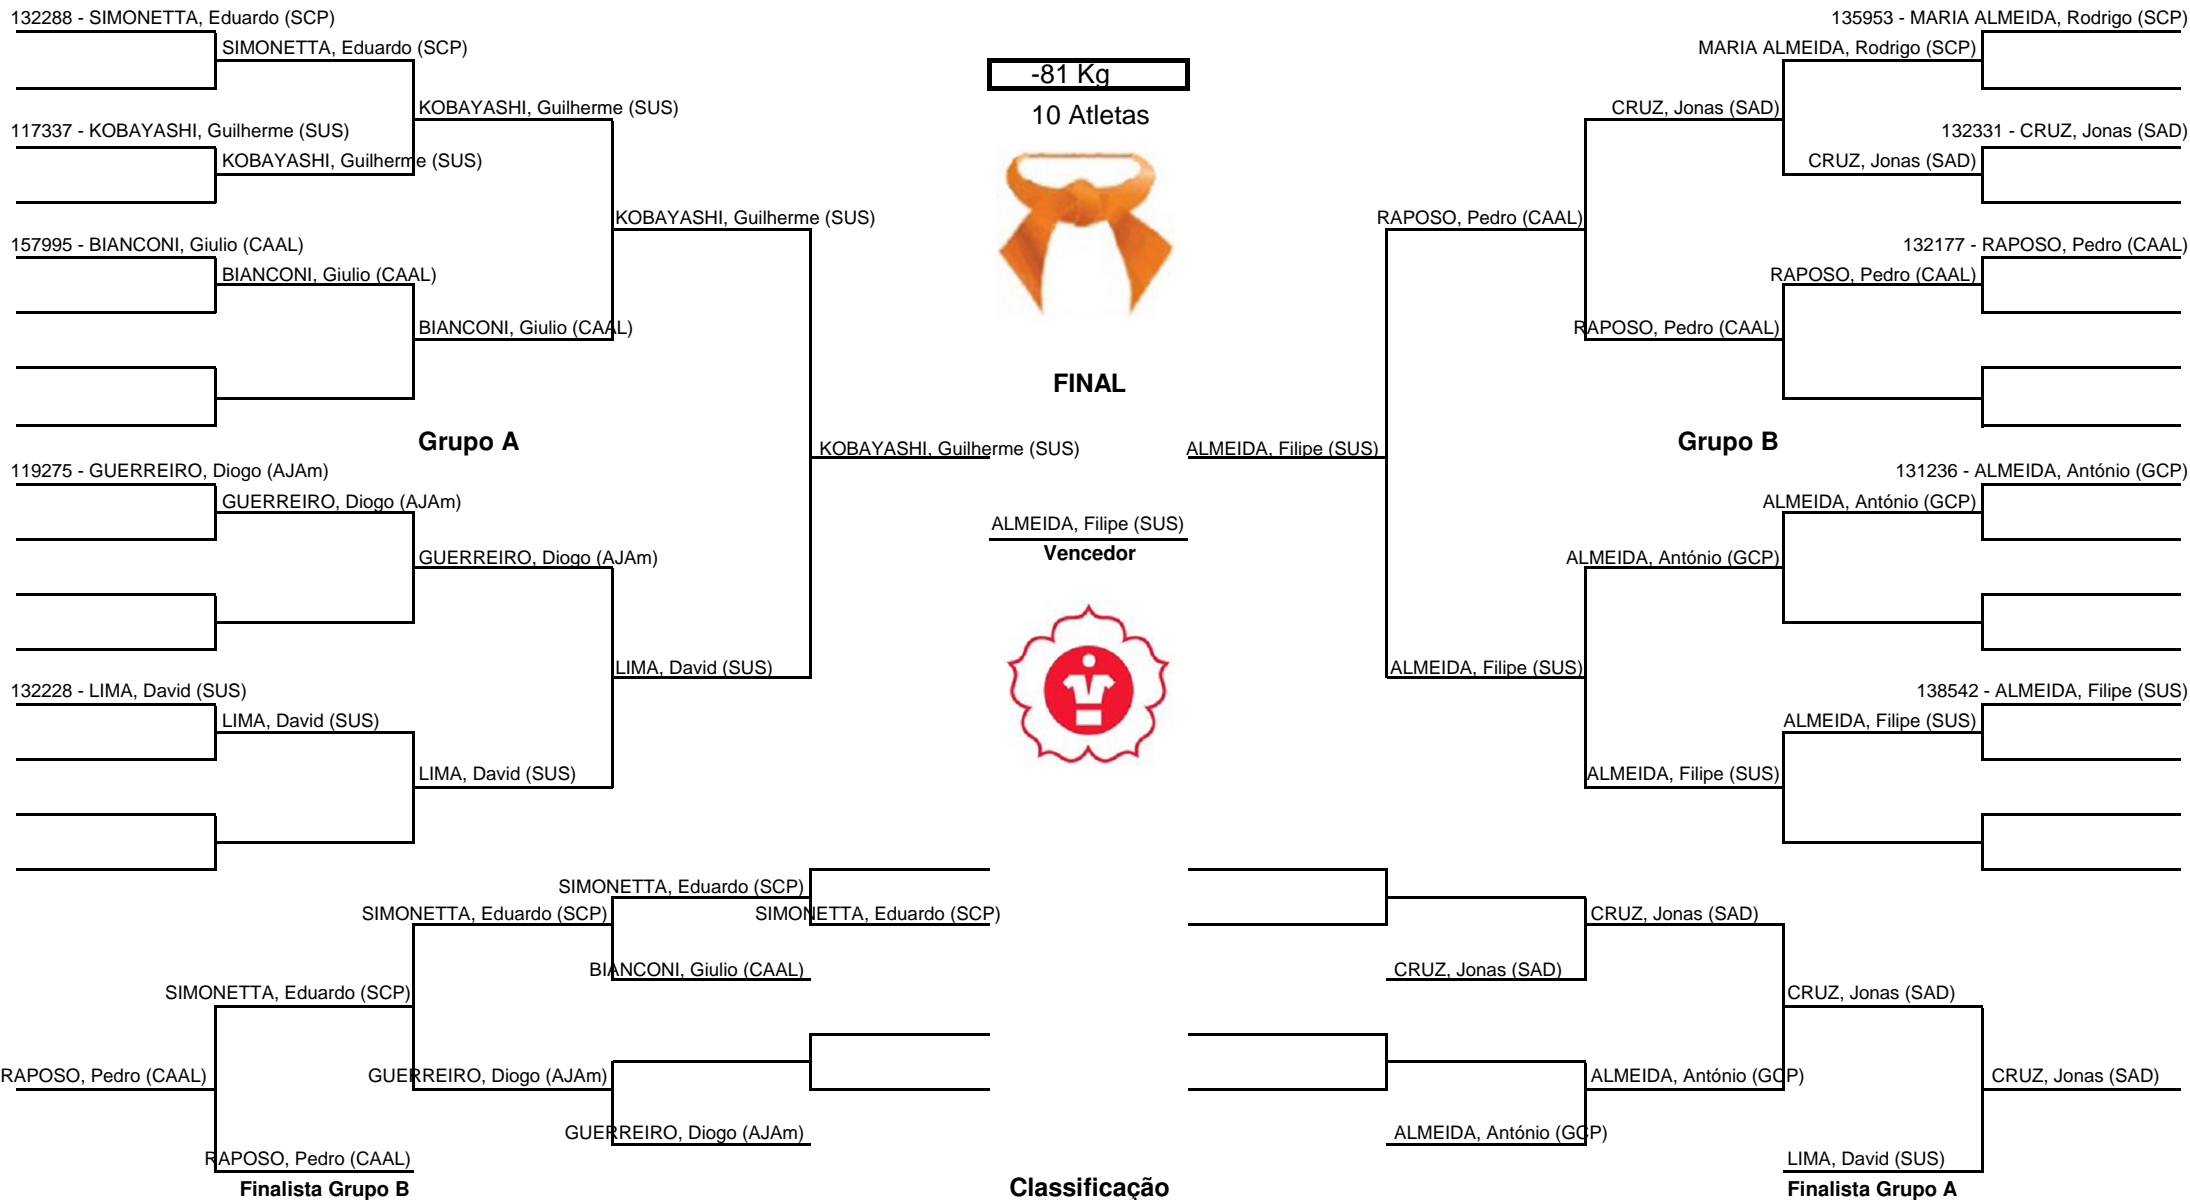 132288 - SIMONETTA, Eduardo (SCP)
SIMONETTA, Eduardo (SCP)
KOBAYASHI, Guilherme (SUS)
117337 - KOBAYASHI, Guilherme (SUS)
KOBAYASHI, Guilherme (SUS)
KOBAYASHI, Guilherme (SUS)
157995 - BIANCONI, Giulio (CAAL)
BIANCONI, Giulio (CAAL)
BIANCONI, Giulio (CAAL)
Grupo A
KOBAYASHI, Guilherme (SUS)
119275 - GUERREIRO, Diogo (AJAm)
GUERREIRO, Diogo (AJAm)
GUERREIRO, Diogo (AJAm)
LIMA, David (SUS)
132228 - LIMA, David (SUS)
LIMA, David (SUS)
LIMA, David (SUS)
-81 Kg
10 Atletas
FINAL
ALMEIDA, Filipe (SUS)
Vencedor
135953 - MARIA ALMEIDA, Rodrigo (SCP)
MARIA ALMEIDA, Rodrigo (SCP)
CRUZ, Jonas (SAD)
132331 - CRUZ, Jonas (SAD)
CRUZ, Jonas (SAD)
RAPOSO, Pedro (CAAL)
132177 - RAPOSO, Pedro (CAAL)
RAPOSO, Pedro (CAAL)
RAPOSO, Pedro (CAAL)
Grupo B
ALMEIDA, Filipe (SUS)
131236 - ALMEIDA, António (GCP)
ALMEIDA, António (GCP)
ALMEIDA, António (GCP)
ALMEIDA, Filipe (SUS)
138542 - ALMEIDA, Filipe (SUS)
ALMEIDA, Filipe (SUS)
ALMEIDA, Filipe (SUS)
SIMONETTA, Eduardo (SCP)
SIMONETTA, Eduardo (SCP)
SIMONETTA, Eduardo (SCP)
BIANCONI, Giulio (CAAL)
SIMONETTA, Eduardo (SCP)
RAPOSO, Pedro (CAAL)
GUERREIRO, Diogo (AJAm)
GUERREIRO, Diogo (AJAm)
RAPOSO, Pedro (CAAL)
Finalista Grupo B
Classificação
CRUZ, Jonas (SAD)
CRUZ, Jonas (SAD)
CRUZ, Jonas (SAD)
ALMEIDA, António (GCP)
CRUZ, Jonas (SAD)
ALMEIDA, António (GCP)
LIMA, David (SUS)
Finalista Grupo A